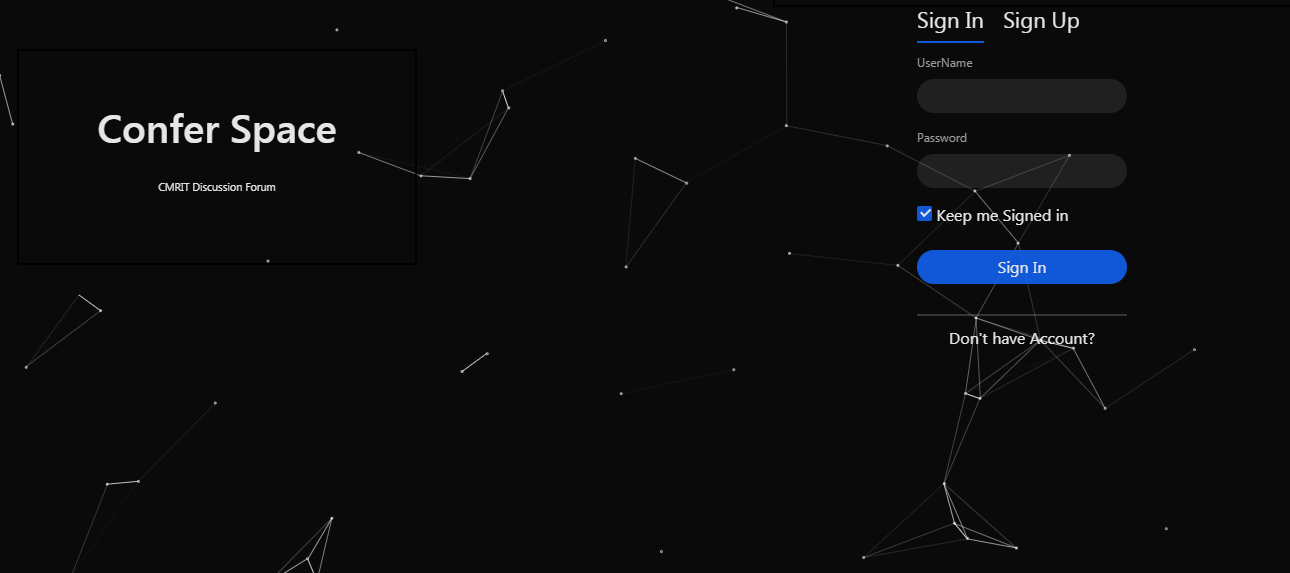 Confer Space
CMRIT Discussion Forum
Sign In Sign Up
UserName
Password
Keep me Signed in
Sign In
Don't have Account?